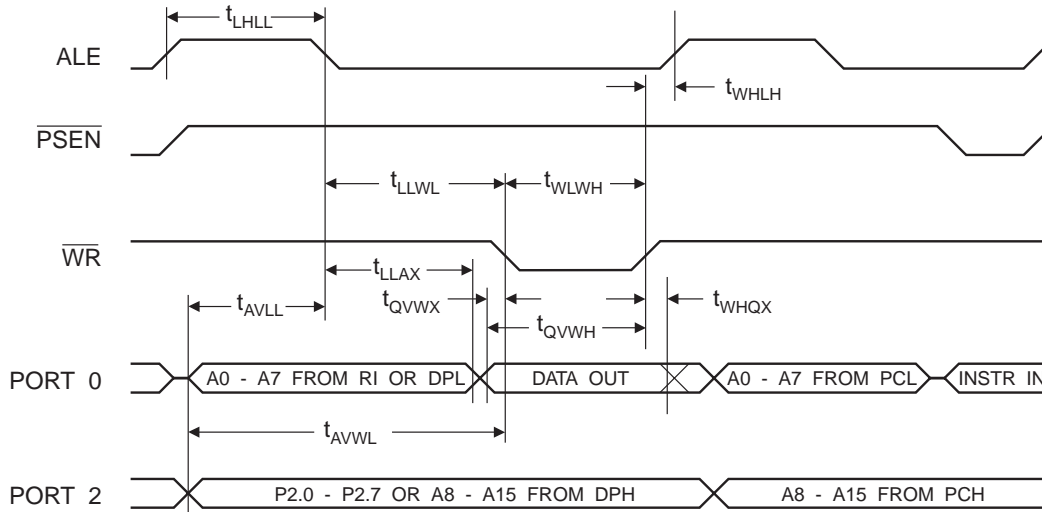 tLHLL
ALE
tWHLH
PSEN
tLLWL
tWLWH
WR
tLLAX
tAVLL
tQVWX
tWHQX
tQVWH
PORT 0
A0 - A7 FROM RI OR DPL
DATA OUT
A0 - A7 FROM PCL
INSTR IN
tAVWL
PORT 2
P2.0 - P2.7 OR A8 - A15 FROM DPH
A8 - A15 FROM PCH